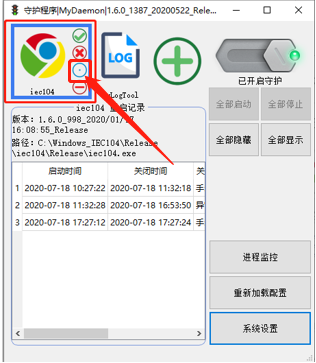 守护程序|MyDaemon|1.6.0_1387_20200522_Rele…
LOG
iec104
LogTool
已开启守护
全部启动
全部停止
全部隐藏
全部显示
iec104
启记录
版本: 1.6.0_998_2020/01/
16:08:55_Release
路径: C:\Windows_IEC104\Release
\iec104\Release\iec104.exe
启动时间 关闭时间 关
1 2020-07-18 10:27:22 2020-07-18 11:32:18 手
2 2020-07-18 11:32:28 2020-07-18 16:53:50 异
3 2020-07-18 17:27:12 2020-07-18 17:27:24 手
进程监控
重新加载配置
系统设置